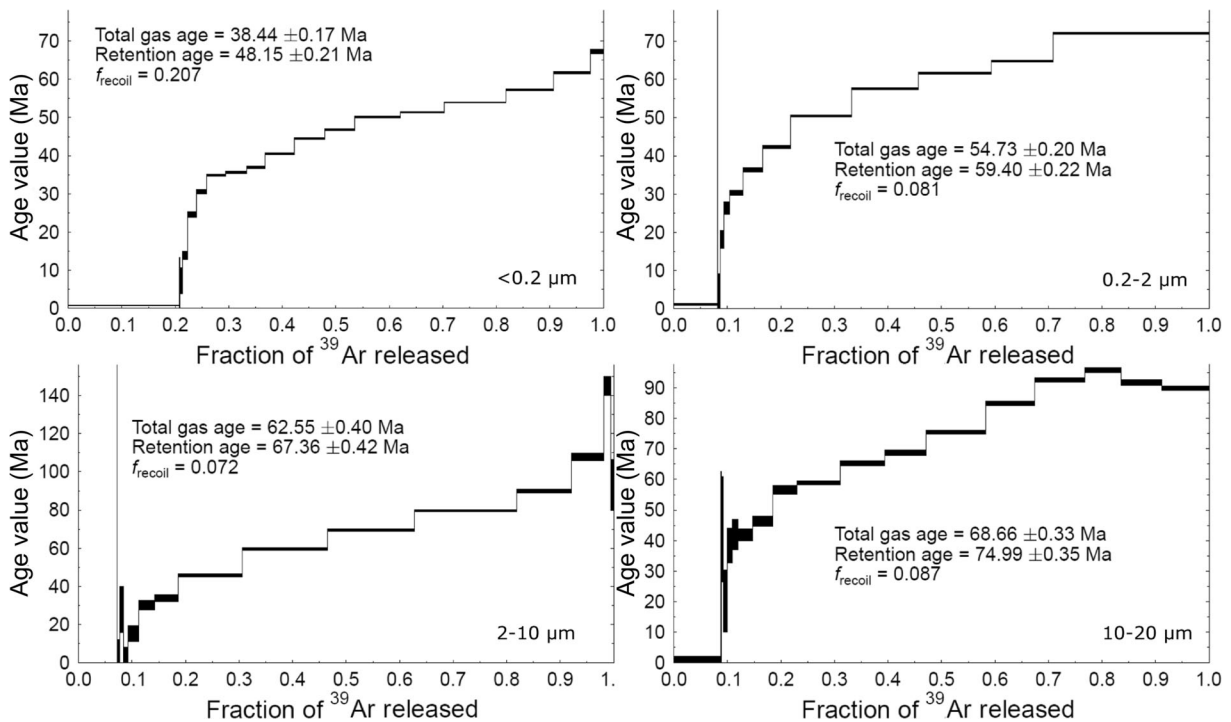 Total gas age = 38.44 ±0.17 Ma
Retention age = 48.15 ±0.21 Ma
f recoil = 0.207
<0.2 µm
Age value (Ma)
70
60
50
40
30
20
10
0
0.0 0.1 0.2 0.3 0.4 0.5 0.6 0.7 0.8 0.9 1.0
Fraction of 39Ar released
Total gas age = 54.73 ±0.20 Ma
Retention age = 59.40 ±0.22 Ma
f recoil = 0.081
0.2-2 µm
Age value (Ma)
70
60
50
40
30
20
10
0
0.0 0.1 0.2 0.3 0.4 0.5 0.6 0.7 0.8 0.9 1.0
Fraction of 39Ar released
Total gas age = 62.55 ±0.40 Ma
Retention age = 67.36 ±0.42 Ma
f recoil = 0.072
2-10 µm
Age value (Ma)
140
120
100
80
60
40
20
0
0 0.1 0.2 0.3 0.4 0.5 0.6 0.7 0.8 0.9 1.
Fraction of 39Ar released
Total gas age = 68.66 ±0.33 Ma
Retention age = 74.99 ±0.35 Ma
f recoil = 0.087
10-20 µm
Age value (Ma)
90
80
70
60
50
40
30
20
10
0
0.0 0.1 0.2 0.3 0.4 0.5 0.6 0.7 0.8 0.9 1.0
Fraction of 39Ar released